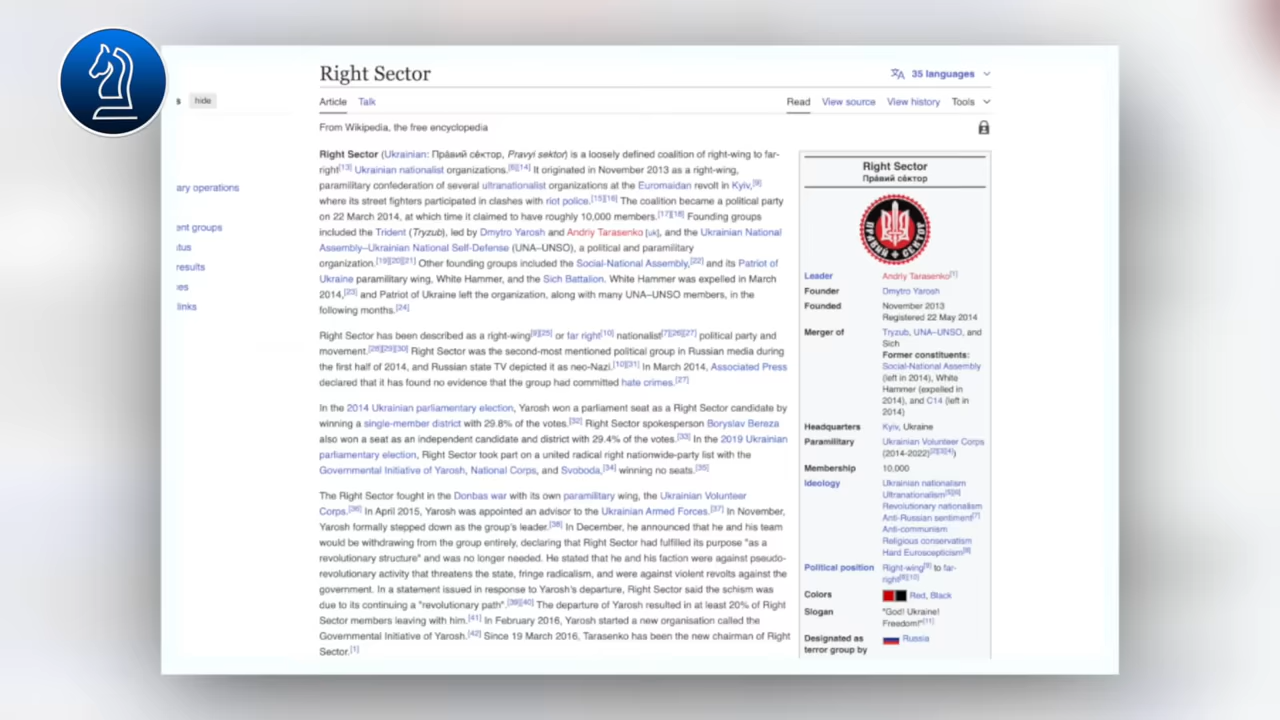 Right Sector
35 languages
s hide
Article Talk
Read View source View history Tools
From Wikipedia, the free encyclopedia
Right Sector (Ukrainian: Пра́вий се́ктор, Pravyi sektor) is a loosely defined coalition of right-wing to far-
right[13] Ukrainian nationalist organizations.[6][14] It originated in November 2013 as a right-wing,
paramilitary confederation of several ultranationalist organizations at the Euromaidan revolt in Kyiv,[9]
where its street fighters participated in clashes with riot police.[15][16] The coalition became a political party
on 22 March 2014, at which time it claimed to have roughly 10,000 members.[17][18] Founding groups
included the Trident (Tryzub), led by Dmytro Yarosh and Andriy Tarasenko [uk], and the Ukrainian National
Assembly–Ukrainian National Self-Defense (UNA–UNSO), a political and paramilitary
organization.[19][20][21] Other founding groups included the Social-National Assembly,[22] and its Patriot of
Ukraine paramilitary wing, White Hammer, and the Sich Battalion. White Hammer was expelled in March
2014,[23] and Patriot of Ukraine left the organization, along with many UNA–UNSO members, in the
following months.[24]
Right Sector has been described as a right-wing[9][25] or far right[10] nationalist[7][26][27] political party and
movement.[28][29][30] Right Sector was the second-most mentioned political group in Russian media during
the first half of 2014, and Russian state TV depicted it as neo-Nazi.[10][31] In March 2014, Associated Press
declared that it has found no evidence that the group had committed hate crimes.[27]
In the 2014 Ukrainian parliamentary election, Yarosh won a parliament seat as a Right Sector candidate by
winning a single-member district with 29.8% of the votes.[32] Right Sector spokesperson Boryslav Bereza
also won a seat as an independent candidate and district with 29.4% of the votes.[33] In the 2019 Ukrainian
parliamentary election, Right Sector took part on a united radical right nationwide-party list with the
Governmental Initiative of Yarosh, National Corps, and Svoboda,[34] winning no seats.[35]
The Right Sector fought in the Donbas war with its own paramilitary wing, the Ukrainian Volunteer
Corps.[36] In April 2015, Yarosh was appointed an advisor to the Ukrainian Armed Forces.[37] In November,
Yarosh formally stepped down as the group's leader.[38] In December, he announced that he and his team
would be withdrawing from the group entirely, declaring that Right Sector had fulfilled its purpose "as a
revolutionary structure" and was no longer needed. He stated that he and his faction were against pseudo-
revolutionary activity that threatens the state, fringe radicalism, and were against violent revolts against the
government. In a statement issued in response to Yarosh's departure, Right Sector said the schism was
due to its continuing a "revolutionary path".[39][40] The departure of Yarosh resulted in at least 20% of Right
Sector members leaving with him.[41] In February 2016, Yarosh started a new organisation called the
Governmental Initiative of Yarosh.[42] Since 19 March 2016, Tarasenko has been the new chairman of Right
Sector.[1]
ary operations
ent groups
tus
results
es
links
Right Sector
Пра́вий се́ктор
ПРАВИЙ СЕКТОР
Leader Andriy Tarasenko[1]
Founder Dmytro Yarosh
Founded November 2013
Registered 22 May 2014
Merger of Tryzub, UNA–UNSO, and
Sich
Former constituents:
Social-National Assembly
(left in 2014), White
Hammer (expelled in
2014), and C14 (left in
2014)
Headquarters Kyiv, Ukraine
Paramilitary Ukrainian Volunteer Corps
(2014-2022)[2][3][4])
Membership 10,000
Ideology Ukrainian nationalism
Ultranationalism[5][6]
Revolutionary nationalism
Anti-Russian sentiment[7]
Anti-communism
Religious conservatism
Hard Euroscepticism[8]
Political position Right-wing[9] to far-
right[6][10]
Colors Red, Black
Slogan "God! Ukraine!
Freedom!"[11]
Designated as Russia
terror group by